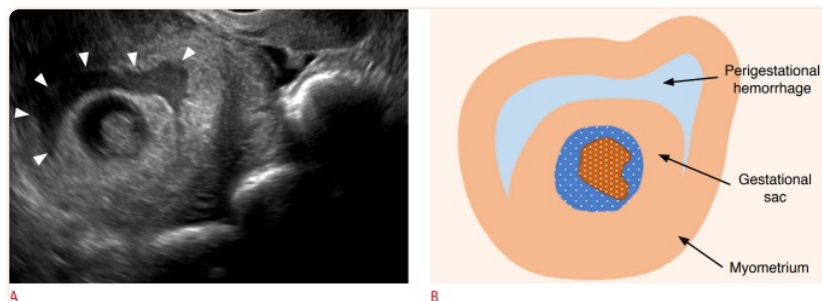 Perigestational
hemorrhage
Gestational
sac
Myometrium
A
B